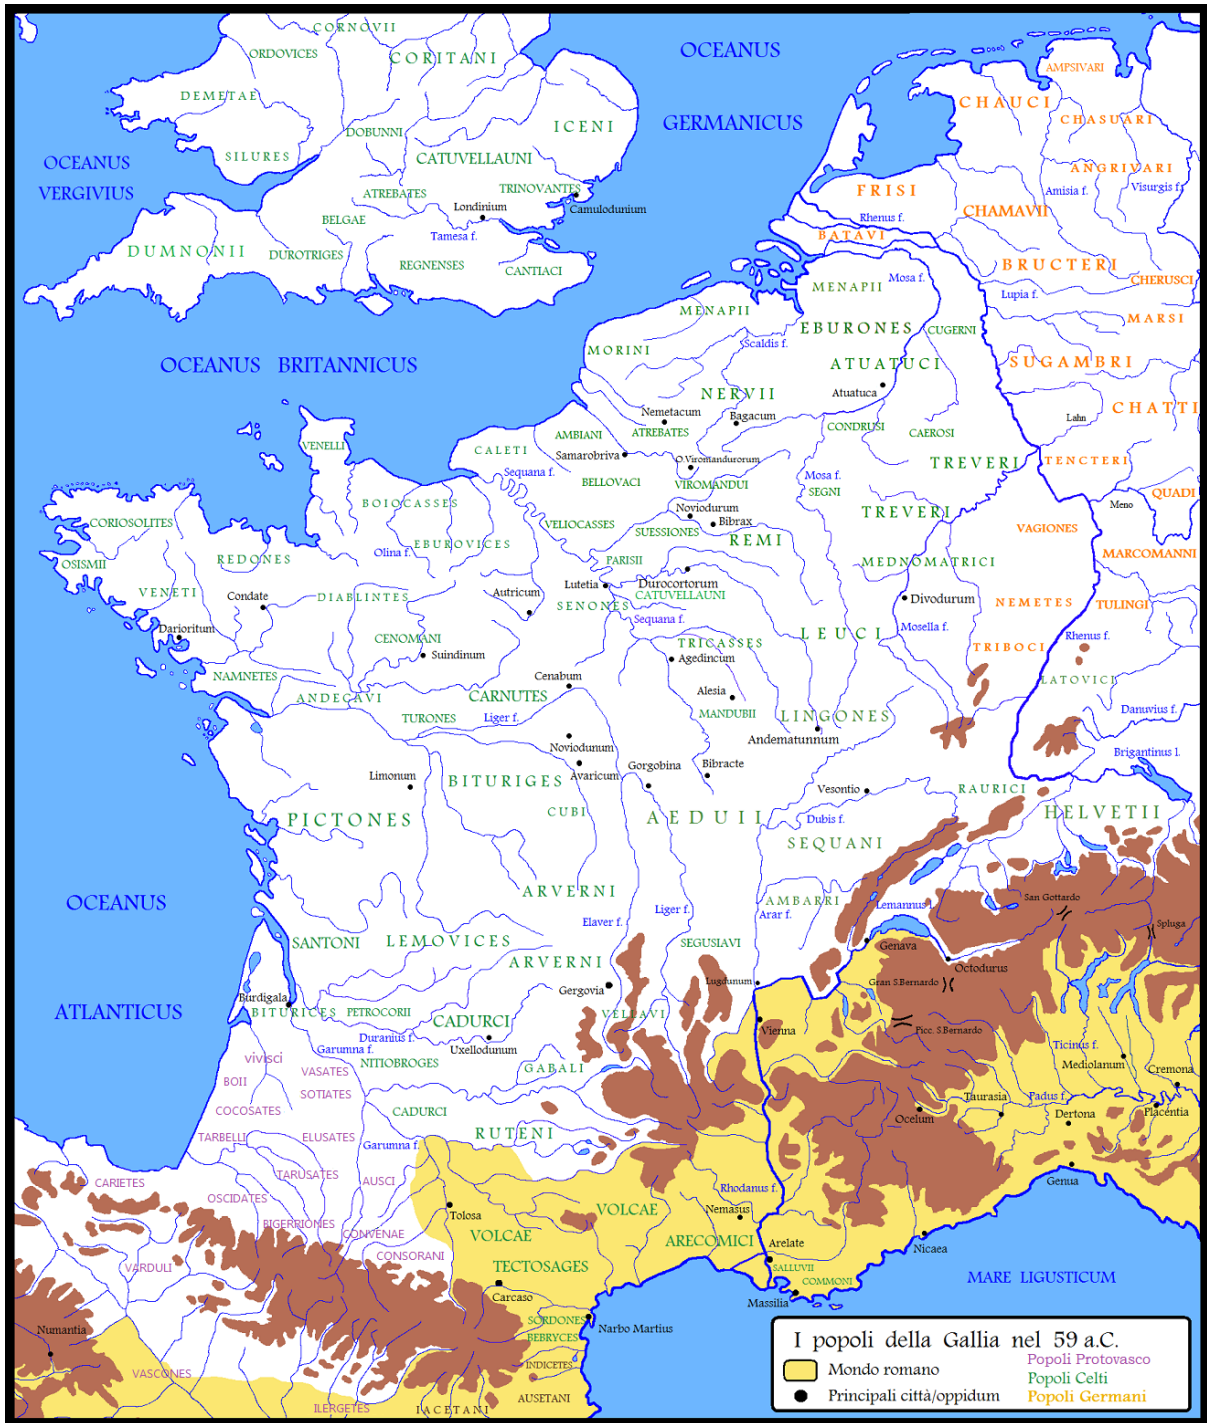 CORNOVII
ORDOVICES
CORITANI
OCEANUS
GERMANICUS
AMPSIVARI
CHAUCI
CHASUARI
DEMETAE
DOBUNNI
ICENI
SILURES
CATUVELLAUNI
OCEANUS
VERGIVIUS
ATREBATES
TRINOVANTES
Londinium
Camulodunium
BELGAE
Tamesa f.
DUMNONII
DUROTRIGES
REGNENSES
CANTIACI
ANGRIVARI
Amisia f.
Visurgis f.
FRISI
CHAMAVII
Rhenus f.
BATAVI
BRUCTERI
CHERUSCI
Mosa f.
MENAPII
Lupia f.
MARSI
MENAPII
EBURONES
CUGERNI
Scaldis f.
MORINI
ATUATUCI
SUGAMBRI
OCEANUS BRITANNICUS
NERVII
Atuatuca
CHATTI
Lahn
Nemetacum
Bagacum
ATREBATES
CONDRUSI
CAEROSI
AMBIANI
Samarobriva
O.Viromandurorum
TREVERI
TENCTERI
VENELLI
CALETI
Sequana f.
BELLOVACI
VIROMANDUI
Mosa f.
SEGNI
QUADI
Meno
BOIOCASSES
Noviodurum
Bibrax
TREVERI
VAGIONES
CORIOSOLITES
VELIOCASSES
SUESSIONES
REMI
OSISMII
REDONES
Olina f.
EBUROVICES
PARISII
MEDNOMATRICI
MARCOMANNI
VENETI
Condate
DIABLINTES
Autricum
Lutetia
Durocortorum
CATUVELLAUNI
SENONES
Divodurum
NEMETES
TULINGI
Darioritum
CENOMANI
Suindinum
Sequana f.
TRICASSES
LEUCI
Mosella f.
Rhenus f.
TRIBOCI
Agedincum
NAMNETES
ANDECAVI
Cenabum
CARNUTES
Alesia
MANDUBII
LATOVICI
TURONES
Liger f.
LINGONES
Danuvius f.
Andematunnum
Noviodunum
Brigantinus l.
Limonum
BITURIGES
Avaricum
Gorgobina
Bibracte
Vesontio
RAURICI
PICTONES
CUBI
AEDUII
Dubis f.
HELVETII
SEQUANI
ARVERNI
OCEANUS
ATLANTICUS
Elaver f.
Liger f.
AMBARRI
Arar f.
Lemannus l.
San Gottardo
Spluga
SANTONI
LEMOVICES
SEGUSIAVI
Genava
ARVERNI
Octodurus
Burdigala
Gergovia
Lugdunum
Gran S.Bernardo
BITURICES
PETROCORII
CADURCI
VELLAVI
Vienna
Picc. S.Bernardo
Duranius f.
Garumna f.
Uxellodunum
Ticinus f.
Mediolanum
vivisci
NITIOBROGES
GABALI
Cremona
BOII
VASATES
SOTIATES
COCOSATES
CADURCI
Taurasia
Padus f.
Ocelum
Dertona
Placentia
TARBELLI
ELUSATES
Garumna f.
RUTENI
TARUSATES
AUSCI
Genua
CARIETES
OSCIDATES
Rhodanus f.
Tolosa
VOLCAE
Nemasus
BIGERRIONES
CONVENAE
VOLCAE
ARECOMICI
Arelate
Nicaea
CONSORANI
VARDULI
TECTOSAGES
SALLUVII
COMMONI
Carcaso
Massilia
MARE LIGUSTICUM
Numantia
SORDONES
Narbo Martius
BEBRYCES
VASCONES
INDICETES
AUSETANI
ILERGETES
IACETANI
I popoli della Gallia nel 59 a.C.
Mondo romano
Principali città/oppidum
Popoli Protovasco
Popoli Celti
Popoli Germani